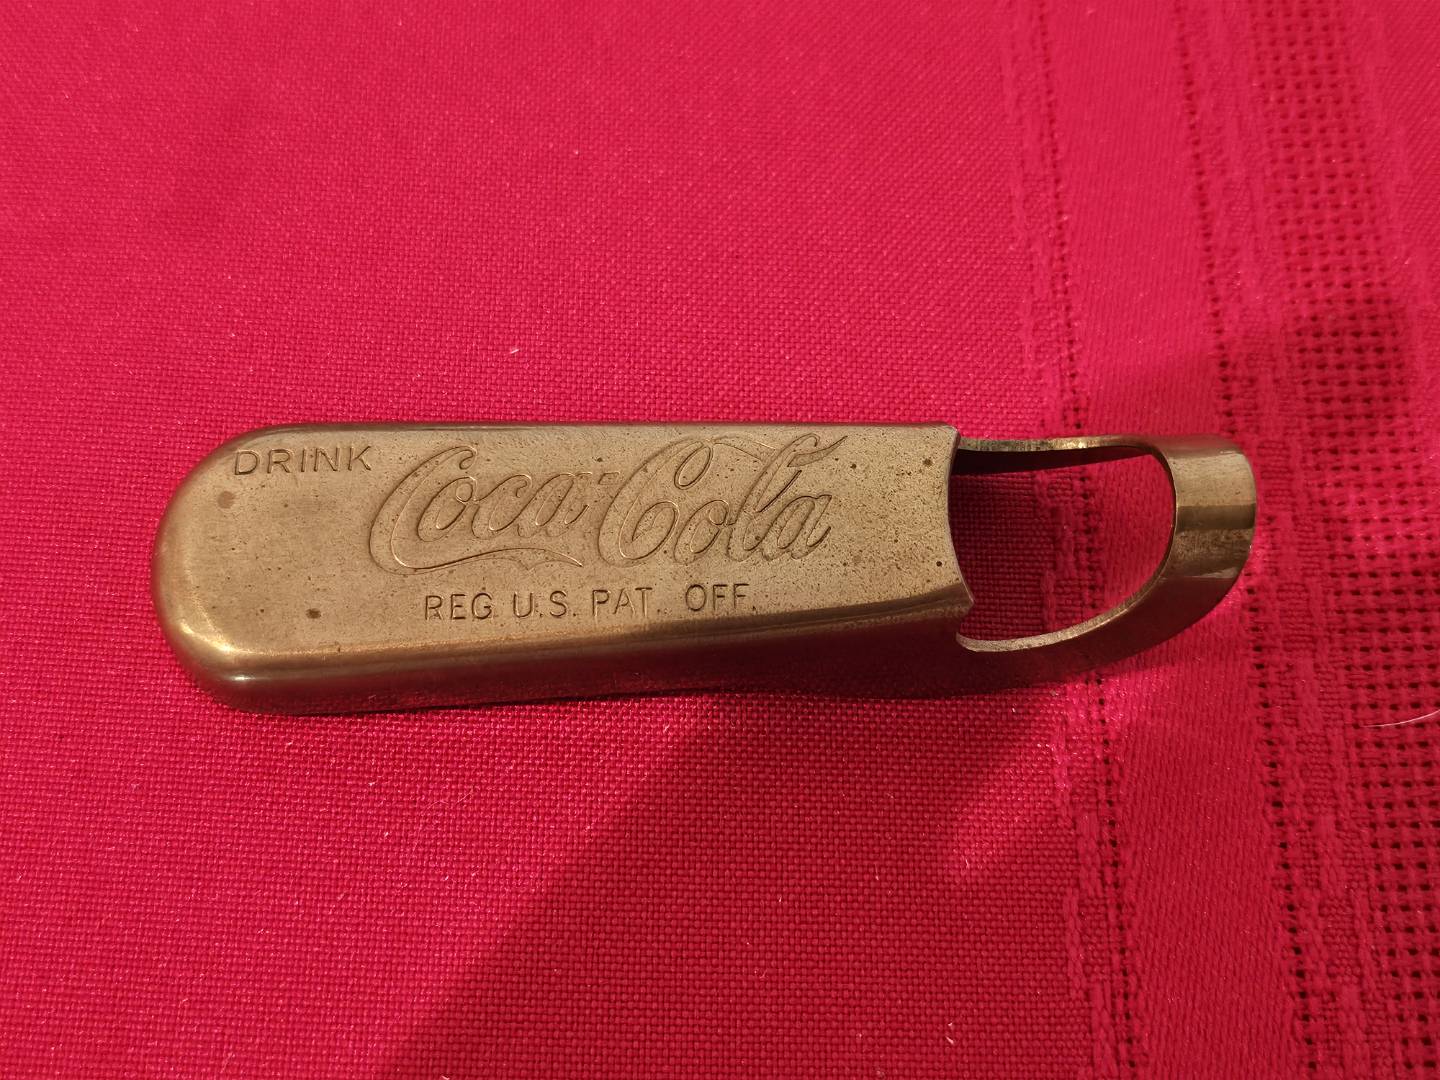 DRINK Coca-Cola
REG. U.S. PAT. OFF.